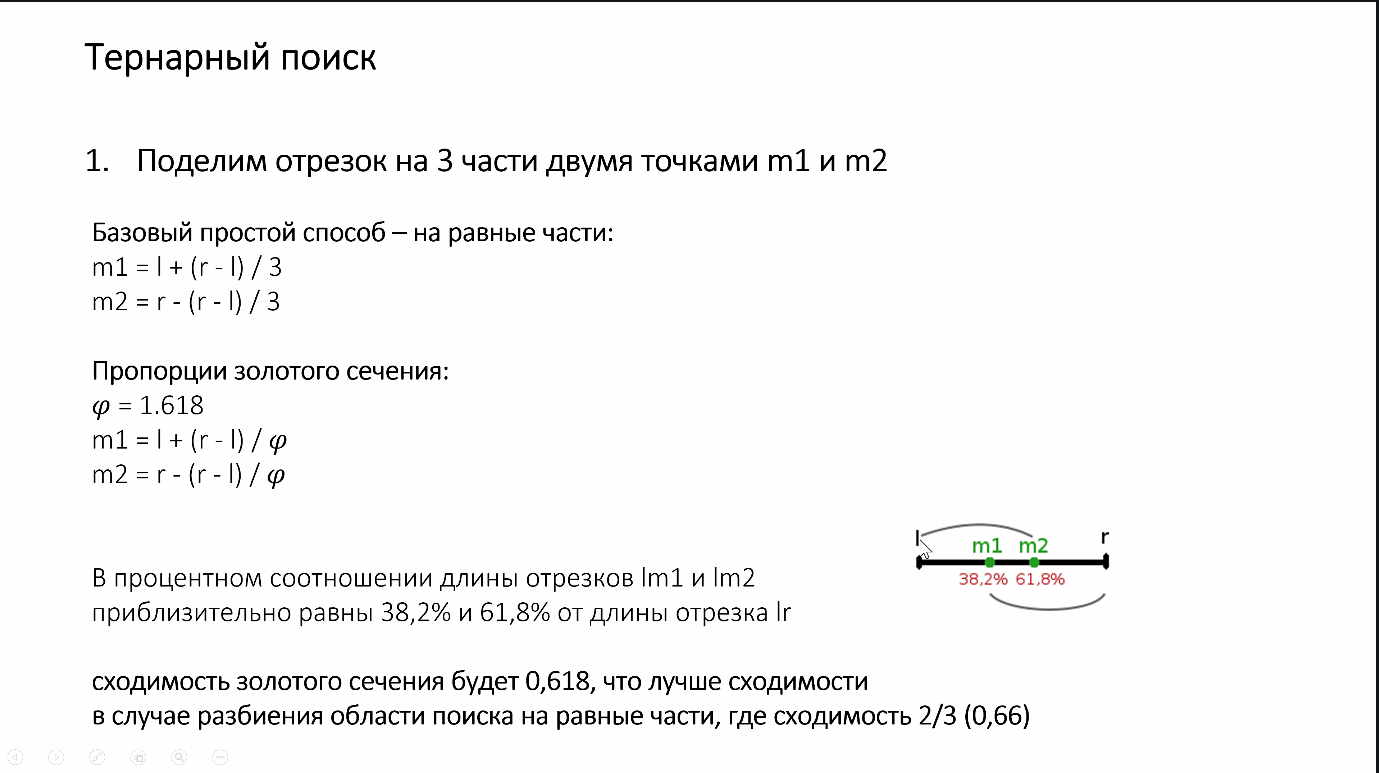 Тернарный поиск
1. Поделим отрезок на 3 части двумя точками m1 и m2
Базовый простой способ – на равные части:
m1 = l + (r - l) / 3
m2 = r - (r - l) / 3
Пропорции золотого сечения:
𝜑 = 1.618
m1 = l + (r - l) / 𝜑
m2 = r - (r - l) / 𝜑
l m1 m2 r
38,2% 61,8%
В процентном соотношении длины отрезков lm1 и lm2
приблизительно равны 38,2% и 61,8% от длины отрезка lr
сходимость золотого сечения будет 0,618, что лучше сходимости
в случае разбиения области поиска на равные части, где сходимость 2/3 (0,66)